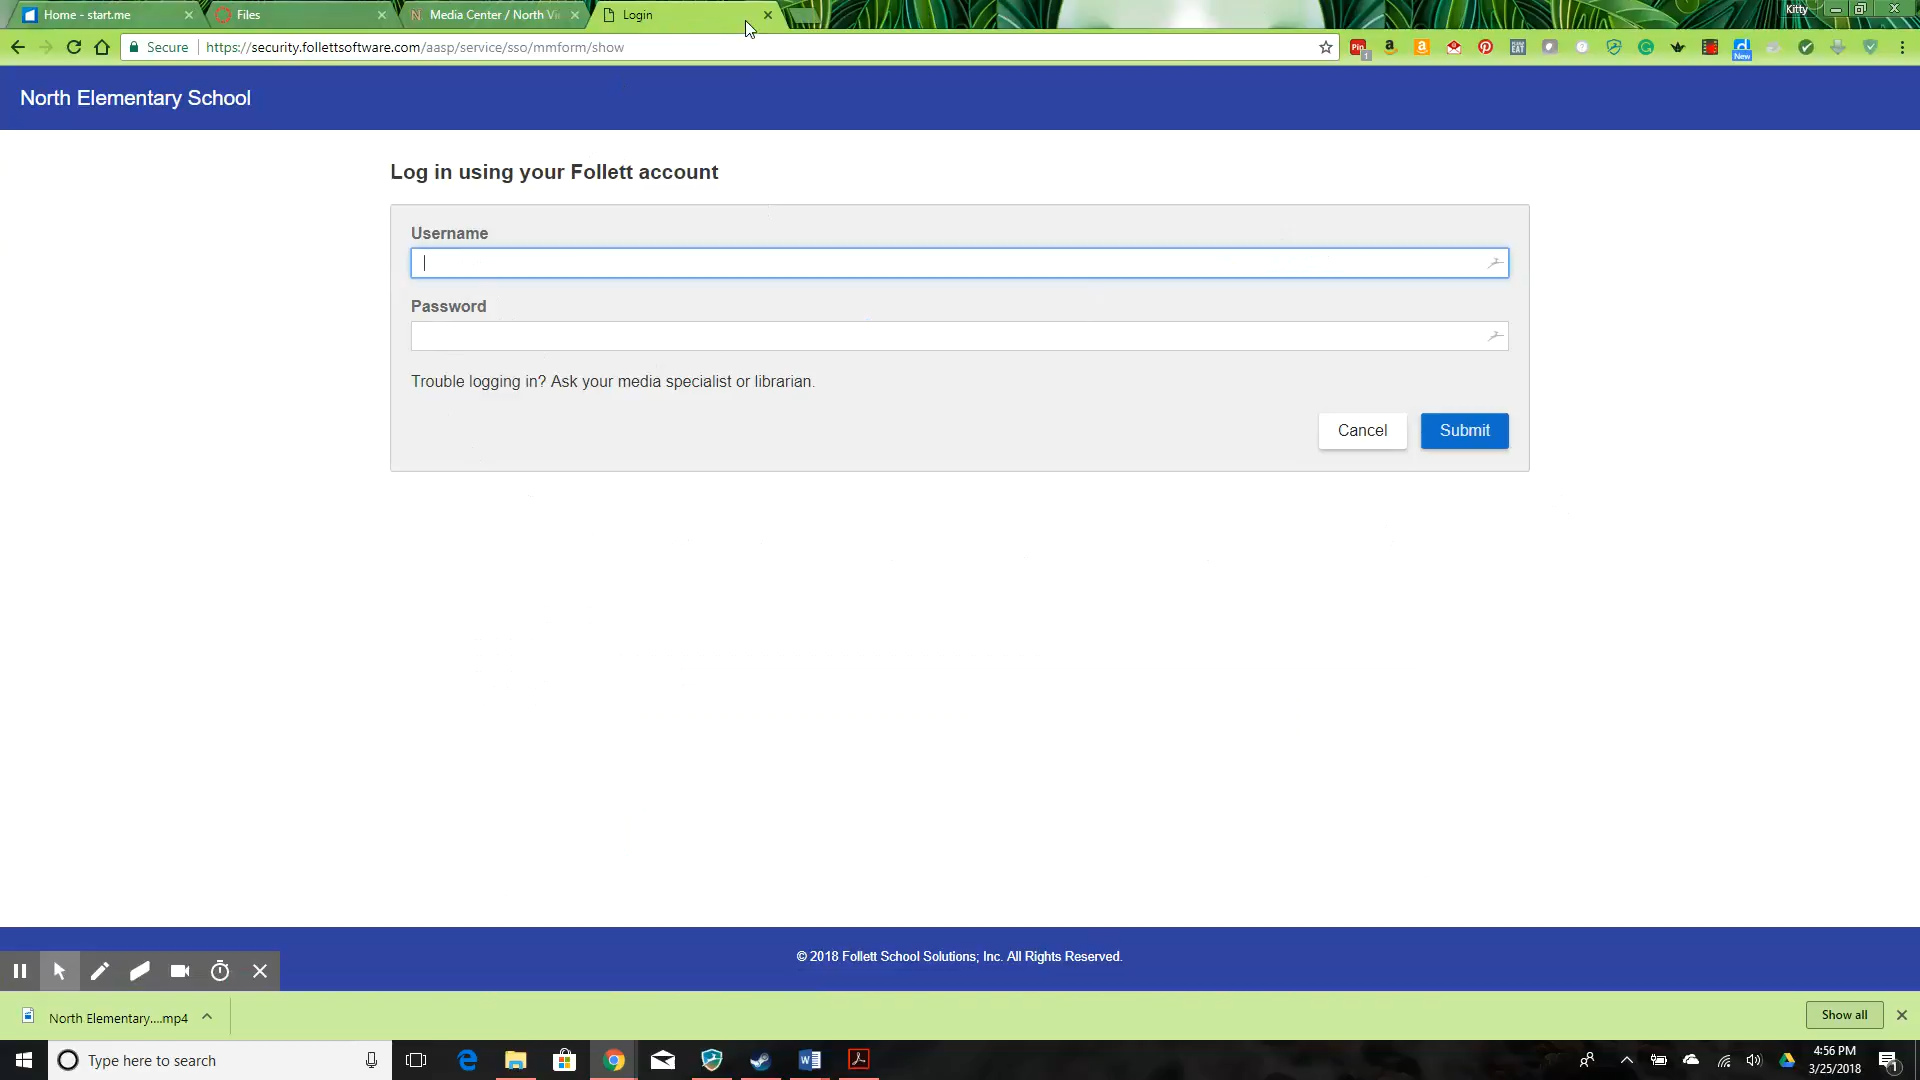 Home - start.me
Files
Media Center / North Vi
Login
Kitty
Secure
https://security.follettsoftware.com/aasp/service/sso/mmform/show
1
New
North Elementary School
Log in using your Follett account
Username
Password
Trouble logging in? Ask your media specialist or librarian.
Cancel
Submit
© 2018 Follett School Solutions, Inc. All Rights Reserved.
North Elementary....mp4
Show all
Type here to search
4:56 PM
3/25/2018
1